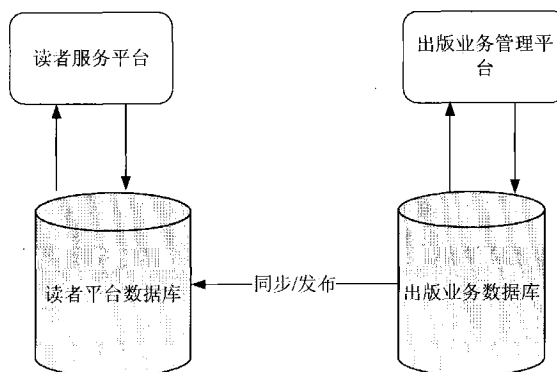 读者服务平台
出版业务管理平
台
同步/发布
读者平台数据库
出版业务数据库